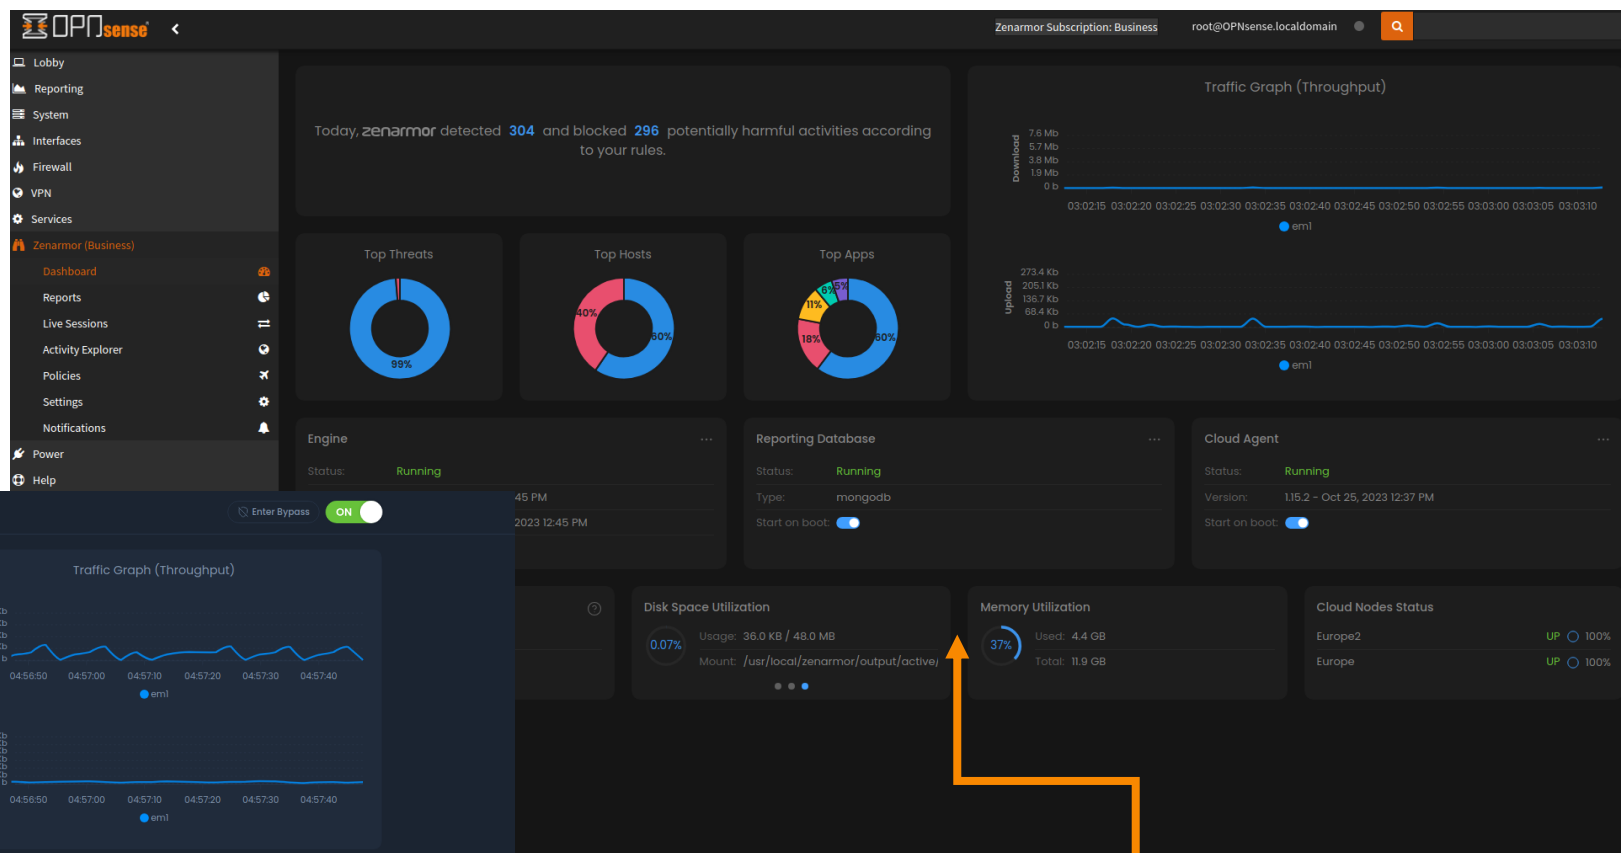 OPNsense
Zenarmor Subscription: Business
root@OPNsense.localdomain
Lobby
Reporting
System
Interfaces
Firewall
VPN
Services
Zenarmor (Business)
Dashboard
Reports
Live Sessions
Activity Explorer
Policies
Settings
Notifications
Power
Help
Today, zenarmor detected 304 and blocked 296 potentially harmful activities according
to your rules.
Traffic Graph (Throughput)
Download
7.6 Mb
5.7 Mb
3.8 Mb
1.9 Mb
0 b
03:02:15 03:02:20 03:02:25 03:02:30 03:02:35 03:02:40 03:02:45 03:02:50 03:02:55 03:03:00 03:03:05 03:03:10
em1
Upload
273.4 Kb
205.1 Kb
136.7 Kb
68.4 Kb
0 b
03:02:15 03:02:20 03:02:25 03:02:30 03:02:35 03:02:40 03:02:45 03:02:50 03:02:55 03:03:00 03:03:05 03:03:10
em1
Top Threats
99%
Top Hosts
40%
60%
Top Apps
5%
6%
11%
18%
60%
Engine
Status: Running
45 PM
2023 12:45 PM
Reporting Database
Status: Running
Type: mongodb
Start on boot:
Cloud Agent
Status: Running
Version: 1.15.2 - Oct 25, 2023 12:37 PM
Start on boot:
Enter Bypass
ON
Traffic Graph (Throughput)
b
04:56:50 04:57:00 04:57:10 04:57:20 04:57:30 04:57:40
em1
b
04:56:50 04:57:00 04:57:10 04:57:20 04:57:30 04:57:40
em1
Disk Space Utilization
0.07%
Usage: 36.0 KB / 48.0 MB
Mount: /usr/local/zenarmor/output/active/
Memory Utilization
37%
Used: 4.4 GB
Total: 11.9 GB
Cloud Nodes Status
Europe2 UP 100%
Europe UP 100%